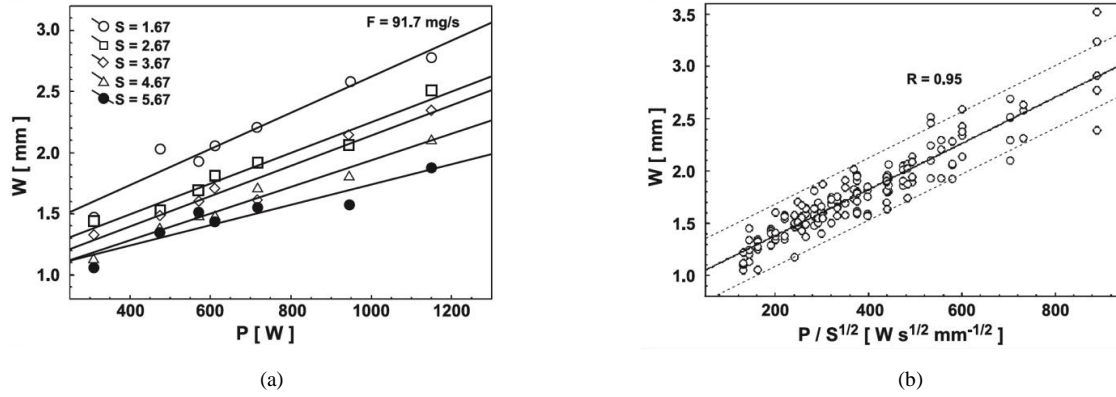 F = 91.7 mg/s
S = 1.67
S = 2.67
S = 3.67
S = 4.67
S = 5.67
3.0
2.5
2.0
1.5
1.0
W [ mm ]
400 600 800 1000 1200
P [ W ]
(a)
3.5
3.0
2.5
2.0
1.5
1.0
W [ mm ]
R = 0.95
200 400 600 800
P / S^1/2 [ W s^1/2 mm^-1/2 ]
(b)